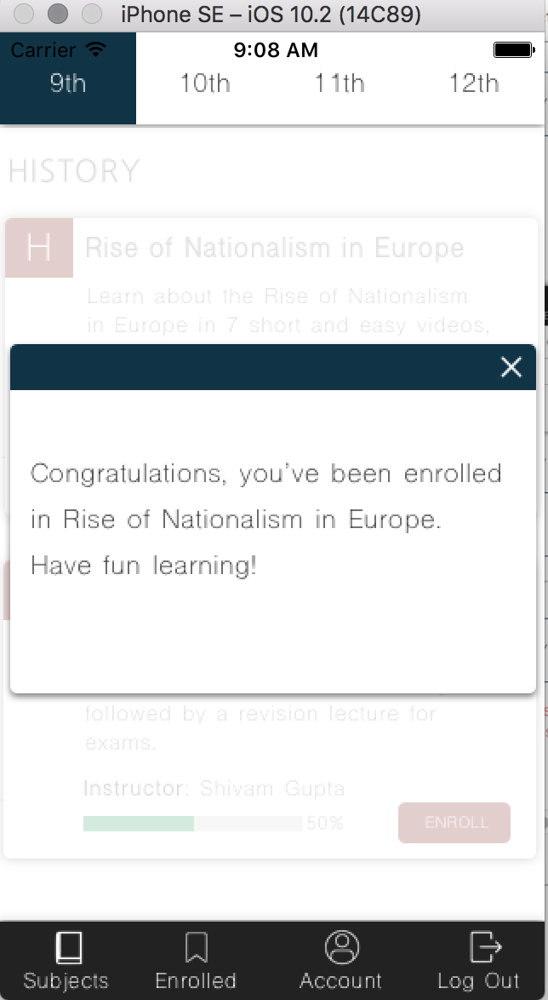 iPhone SE – iOS 10.2 (14C89)
Carrier 9:08 AM
9th 10th 11th 12th
HISTORY
H Rise of Nationalism in Europe
Learn about the Rise of Nationalism
in Europe in 7 short and easy videos,
Congratulations, you've been enrolled
in Rise of Nationalism in Europe.
Have fun learning!
followed by a revision lecture for
exams.
Instructor: Shivam Gupta
50% ENROLL
Subjects Enrolled Account Log Out